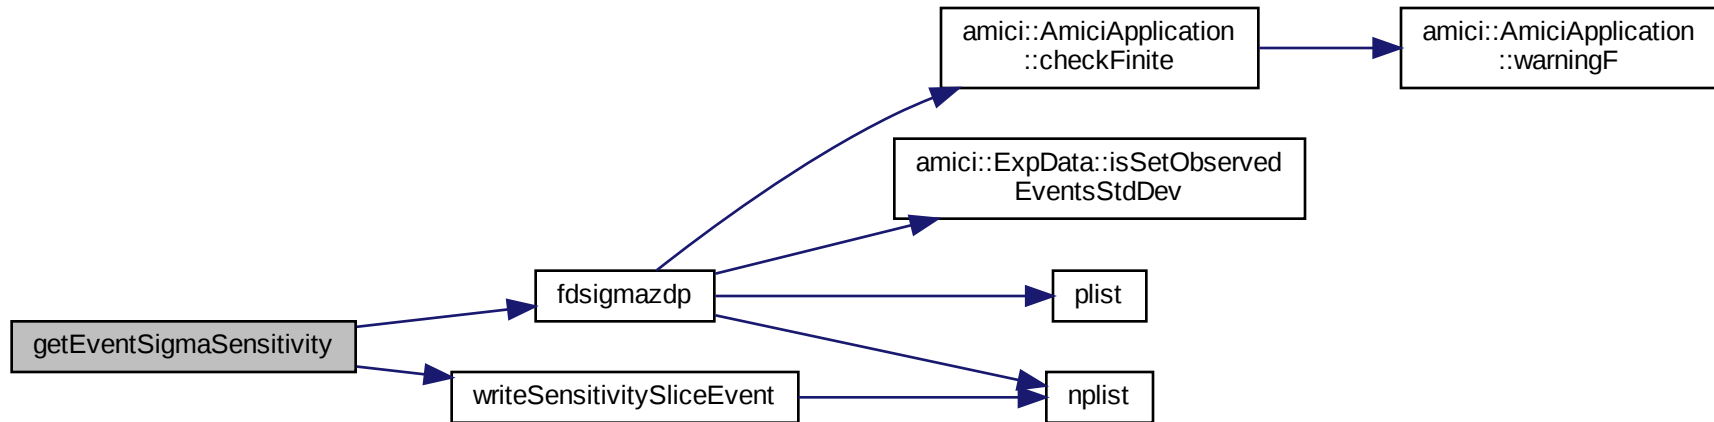 amici::AmiciApplication
::checkFinite
amici::AmiciApplication
::warningF
amici::ExpData::isSetObserved
EventsStdDev
fdsigmazdp
plist
getEventSigmaSensitivity
writeSensitivitySliceEvent
nplist